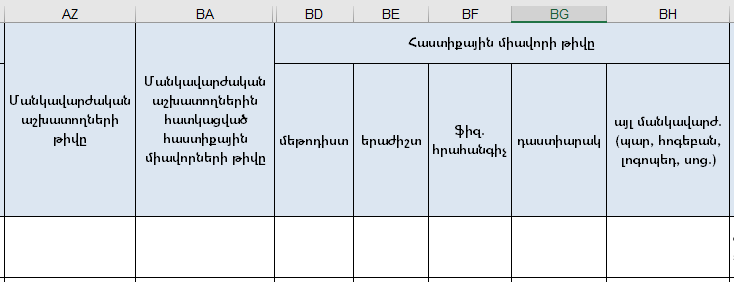 AZ BA BD BE BF BG BH
Հաստիքային միավորի թիվը
Մանկավարժական
աշխատողների
թիվը
Մանկավարժական
աշխատողներին
հատկացված
հաստիքային
միավորների թիվը
մեթոդիստ
երաժիշտ
ֆիզ.
հրահանգիչ
դաստիարակ
այլ մանկավարժ.
(պար, հոգեբան,
լոգոպեդ, սոց.)